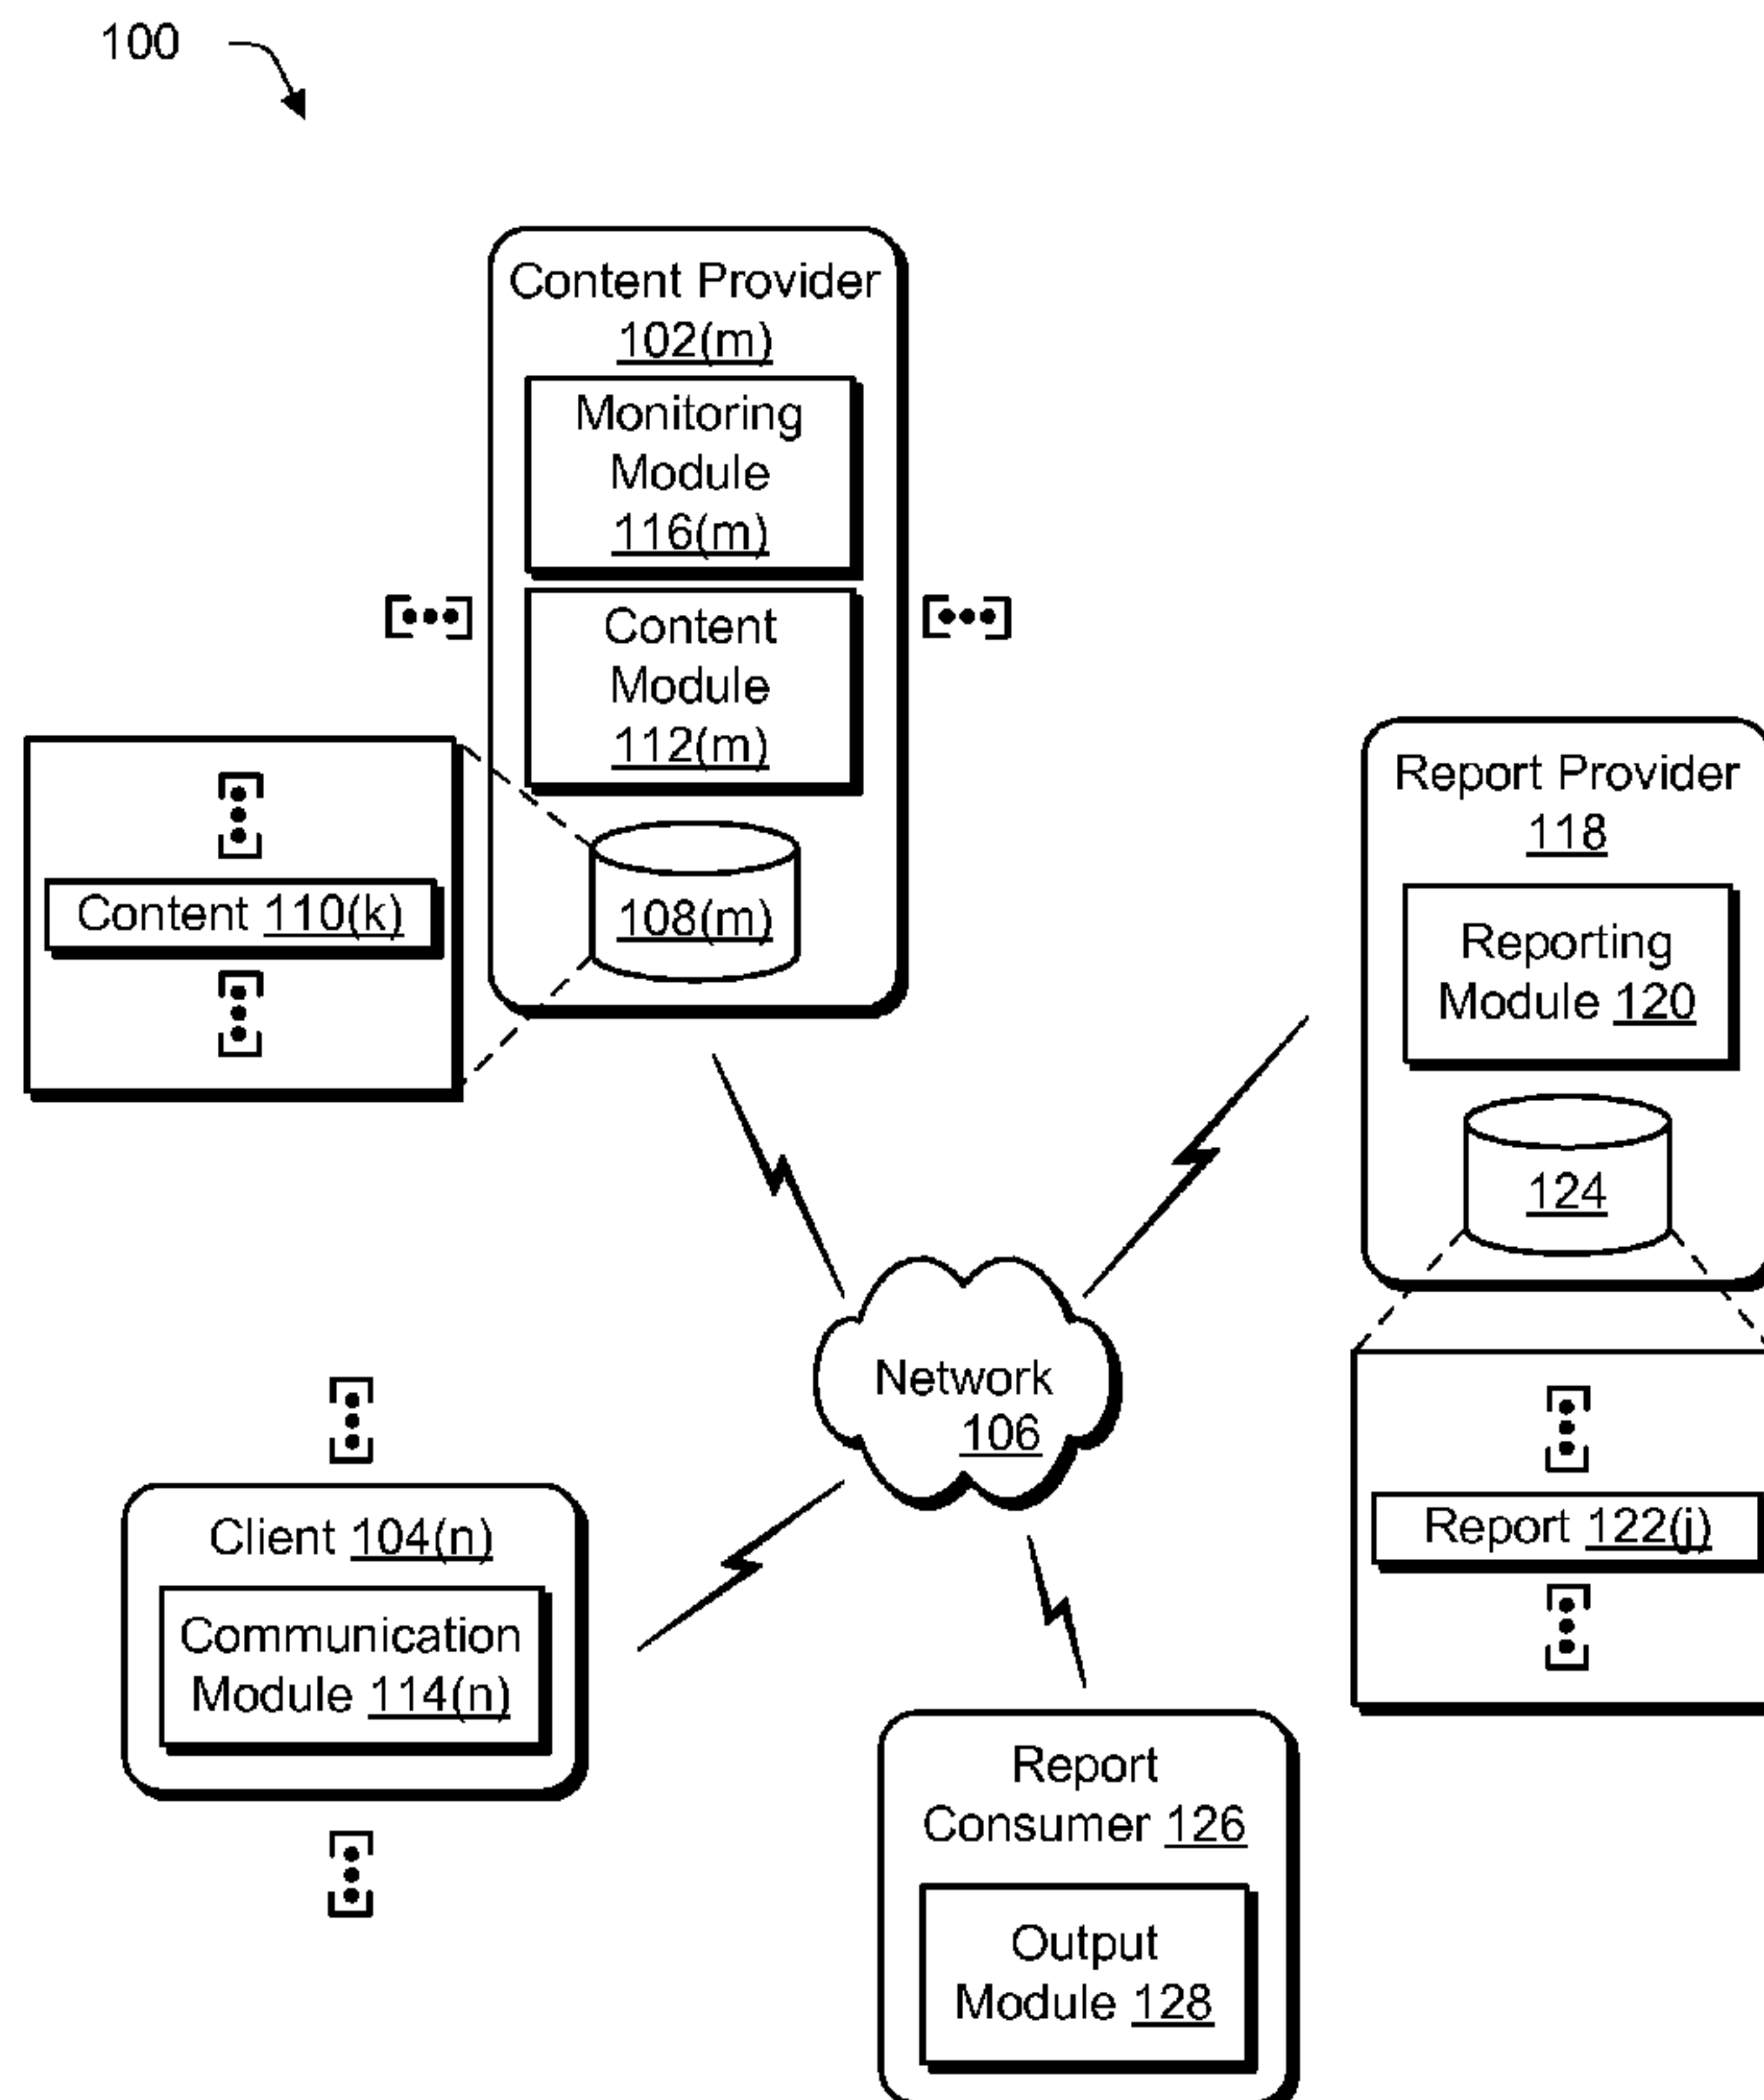 100
Content Provider
102(m)
Monitoring
Module
116(m)
Content
Module
112(m)
108(m)
Content 110(k)
Report Provider
118
Reporting
Module 120
124
Report 122(j)
Network
106
Client 104(n)
Communication
Module 114(n)
Report
Consumer 126
Output
Module 128